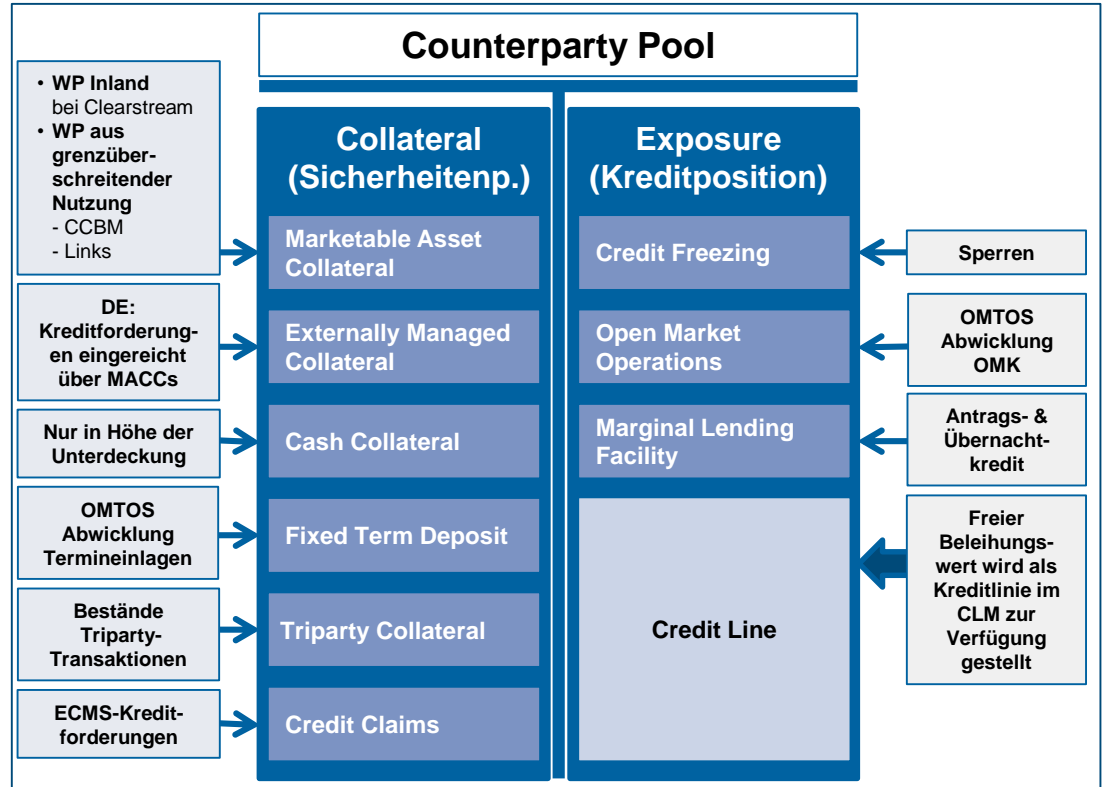 Counterparty Pool
• WP Inland
bei Clearstream
• WP aus
grenzüber-
schreitender
Nutzung
- CCBM
- Links
DE:
Kreditforderung-
en eingereicht
über MACCs
Nur in Höhe der
Unterdeckung
OMTOS
Abwicklung
Termineinlagen
Bestände
Triparty-
Transaktionen
ECMS-Kredit-
forderungen
Collateral
(Sicherheitenp.)
Marketable Asset
Collateral
Externally Managed
Collateral
Cash Collateral
Fixed Term Deposit
Triparty Collateral
Credit Claims
Exposure
(Kreditposition)
Credit Freezing
Open Market
Operations
Marginal Lending
Facility
Credit Line
Sperren
OMTOS
Abwicklung
OMK
Antrags- &
Übernacht-
kredit
Freier
Beleihungs-
wert wird als
Kreditlinie im
CLM zur
Verfügung
gestellt